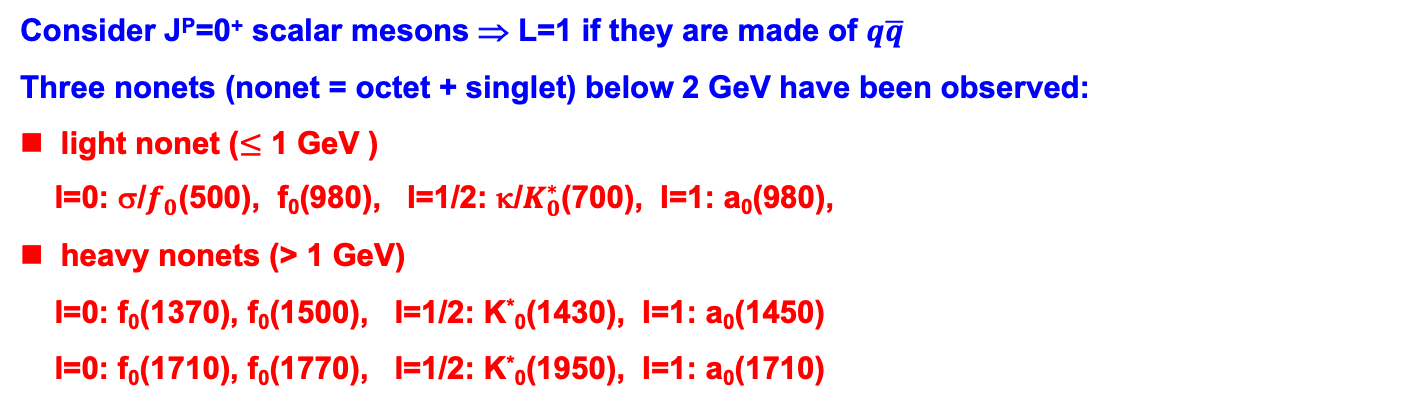 Consider Jᴾ=0⁺ scalar mesons ⇒ L=1 if they are made of qq̅
Three nonets (nonet = octet + singlet) below 2 GeV have been observed:
■ light nonet (≤ 1 GeV )
I=0: σ/f₀(500), f₀(980), I=1/2: κ/K₀*(700), I=1: a₀(980),
■ heavy nonets (> 1 GeV)
I=0: f₀(1370), f₀(1500), I=1/2: K*₀(1430), I=1: a₀(1450)
I=0: f₀(1710), f₀(1770), I=1/2: K*₀(1950), I=1: a₀(1710)